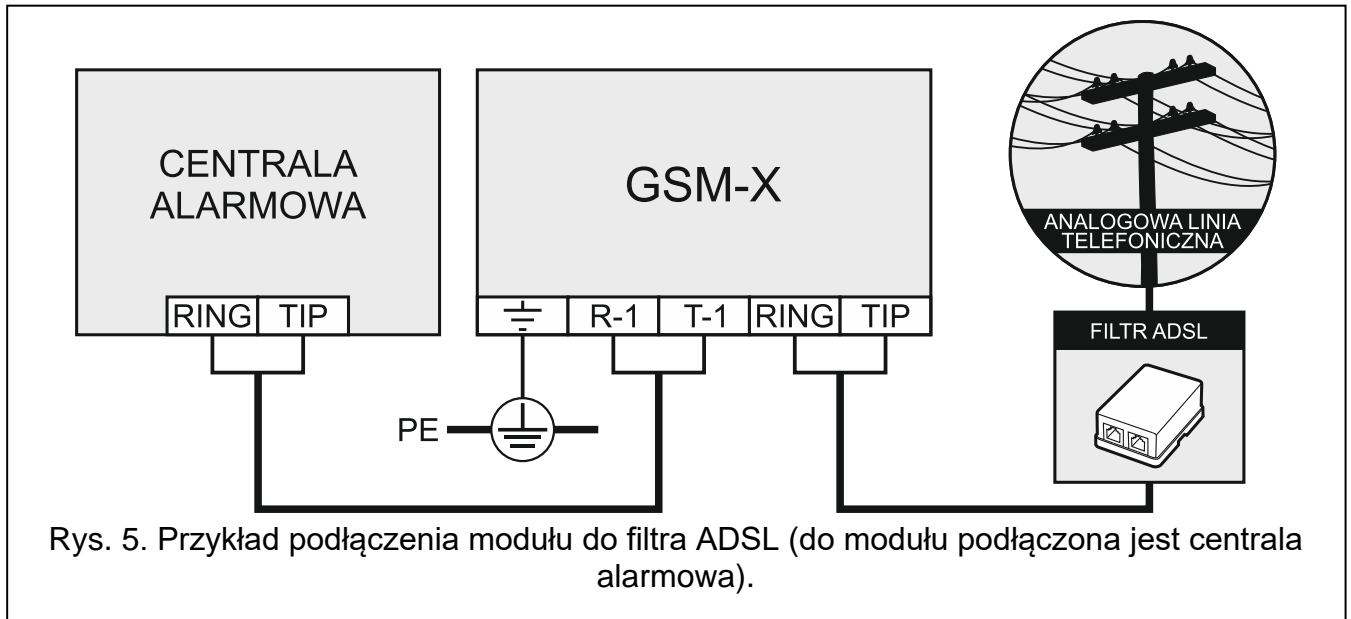 CENTRALA
ALARMOWA
RING TIP
GSM-X
R-1 T-1 RING TIP
PE
ANALOGOWA LINIA
TELEFONICZNA
FILTR ADSL
Rys. 5. Przykład podłączenia modułu do filtra ADSL (do modułu podłączona jest centrala
alarmowa).